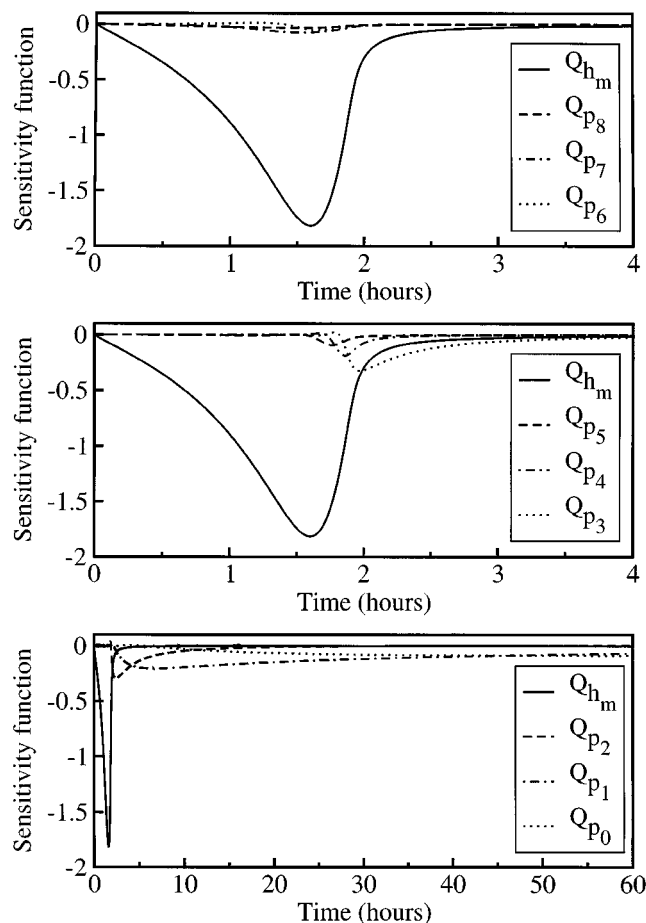 Sensitivity function
0
-0.5
-1
-1.5
-2
0 1 2 3 4
Time (hours)
Q_{h_m}
Q_{p_8}
Q_{p_7}
Q_{p_6}
Sensitivity function
0
-0.5
-1
-1.5
-2
0 1 2 3 4
Time (hours)
Q_{h_m}
Q_{p_5}
Q_{p_4}
Q_{p_3}
Sensitivity function
0
-0.5
-1
-1.5
-2
0 10 20 30 40 50 60
Time (hours)
Q_{h_m}
Q_{p_2}
Q_{p_1}
Q_{p_0}